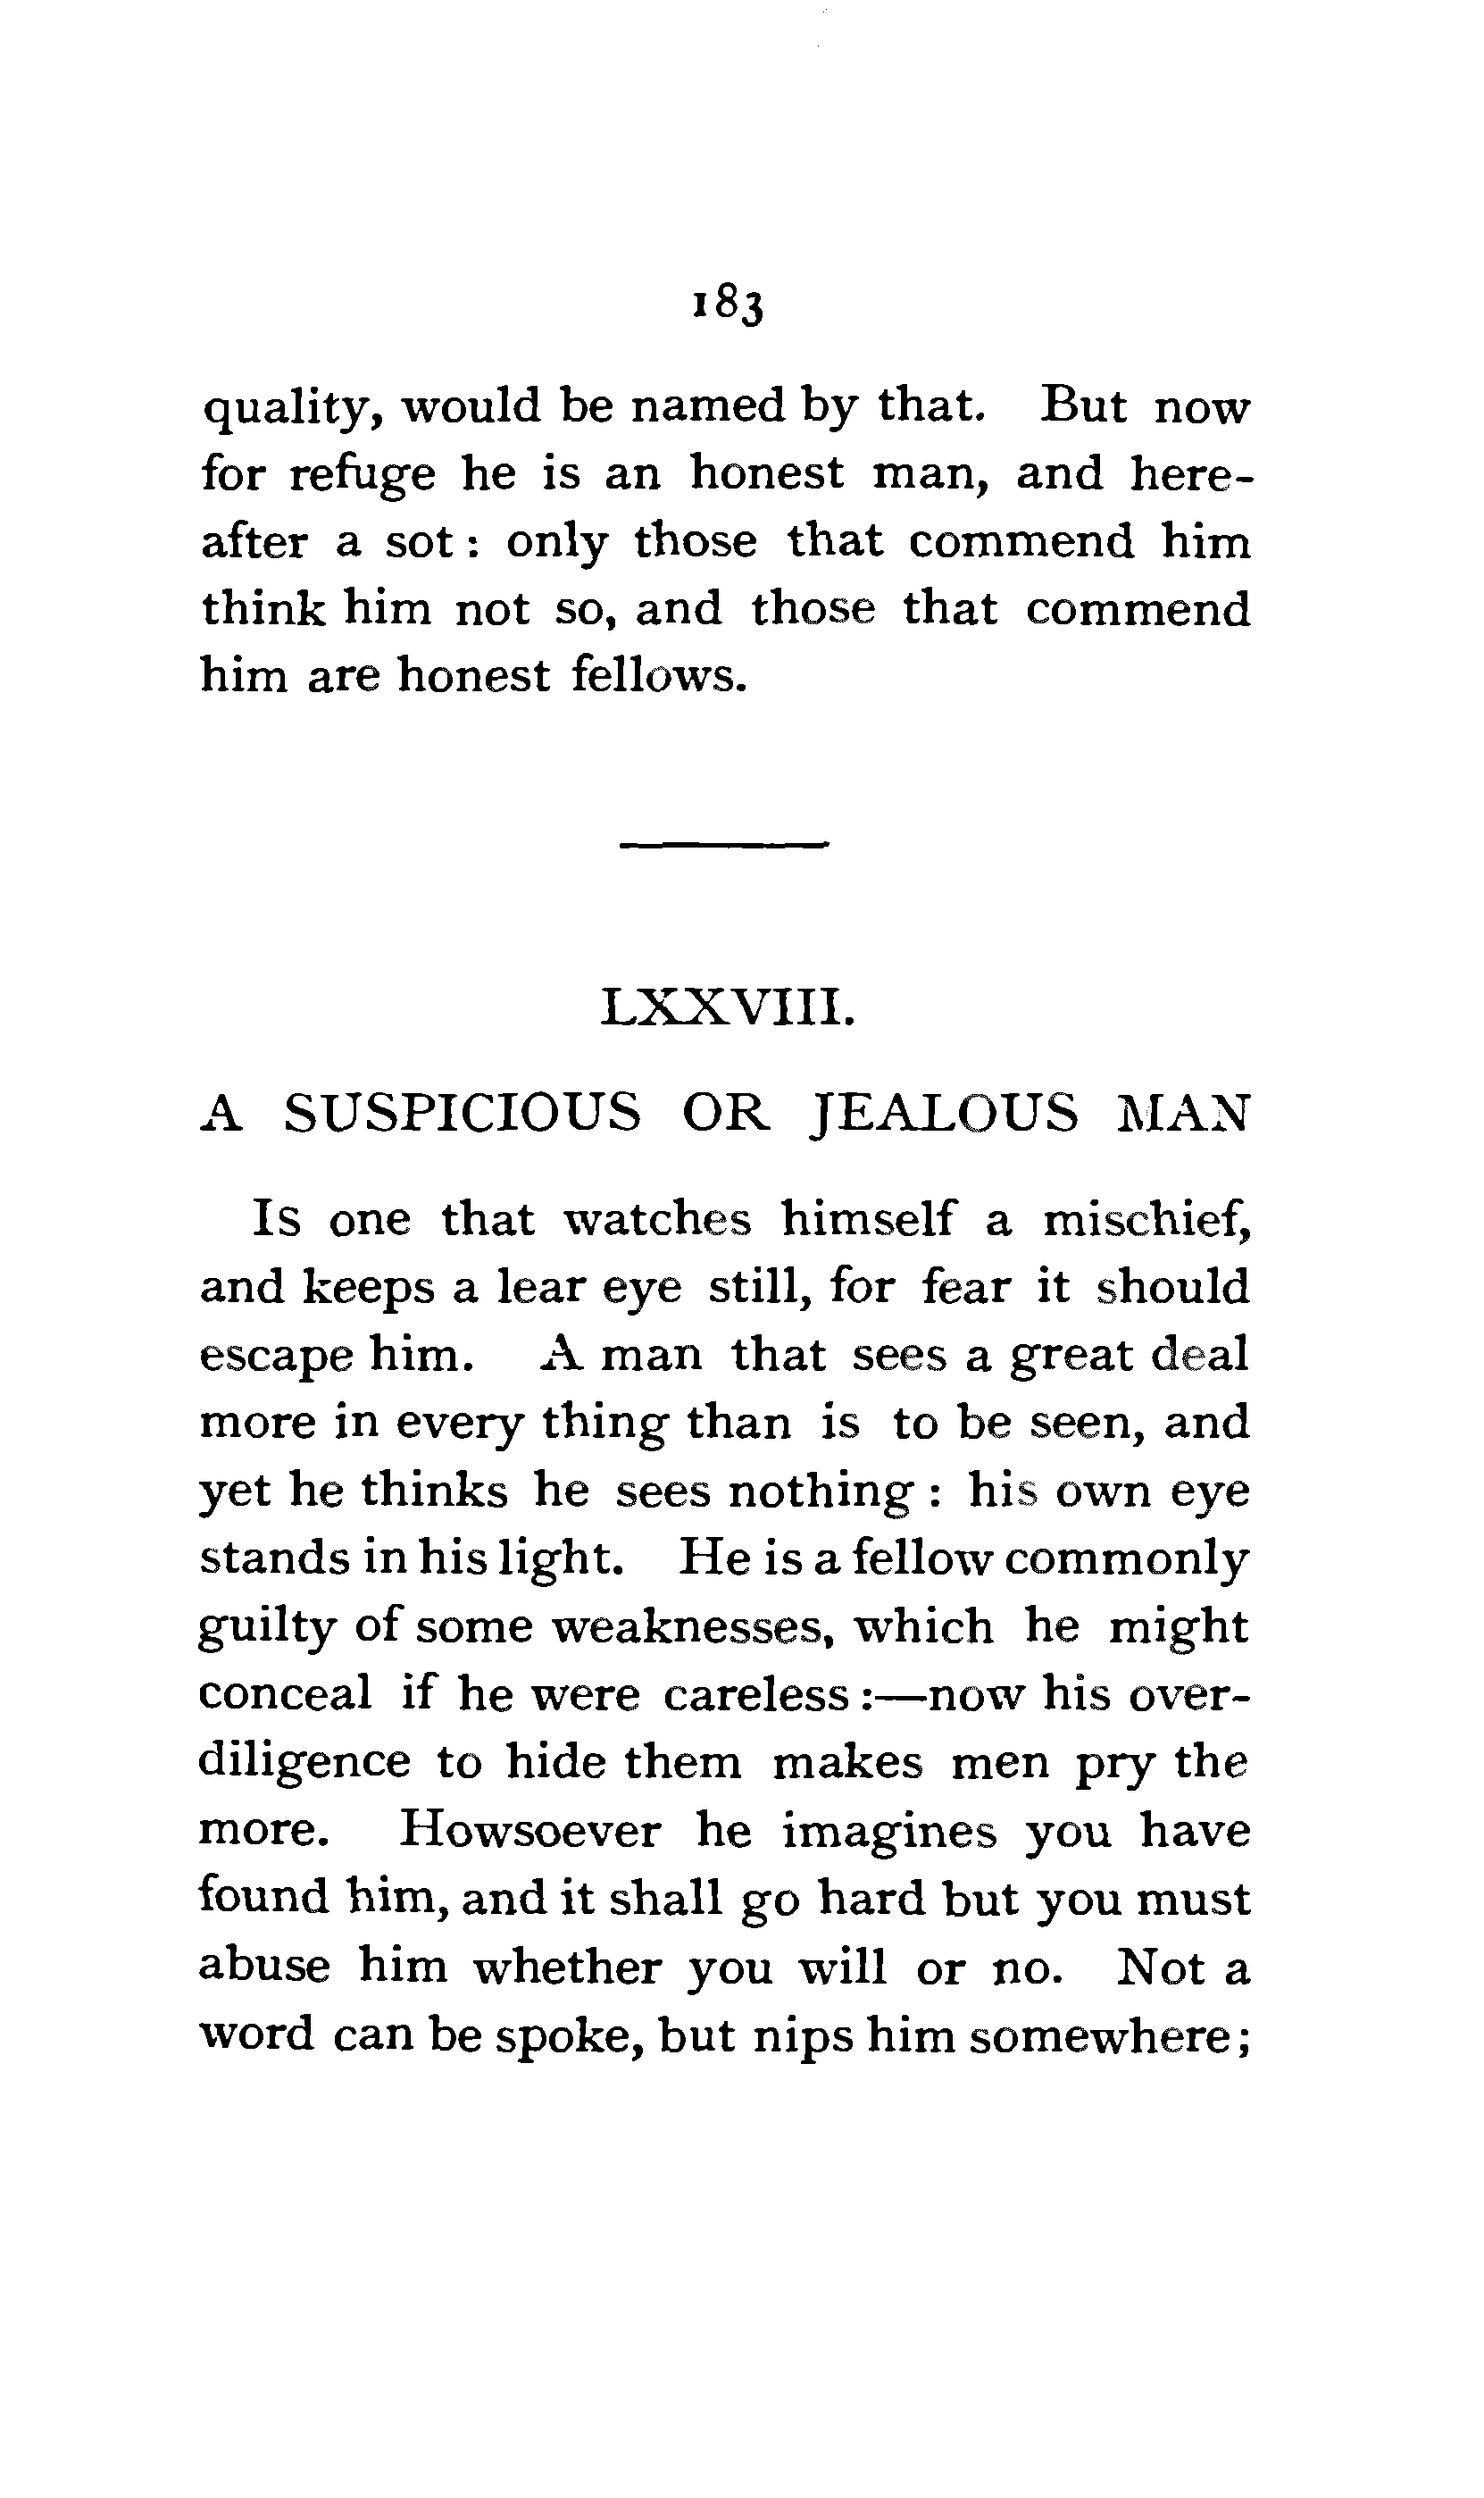 183
quality, would be named by that. But now
for refuge he is an honest man, and here-
after a sot : only those that commend him
think him not so, and those that commend
him are honest fellows.
LXXVIII.
A SUSPICIOUS OR JEALOUS MAN
Is one that watches himself a mischief,
and keeps a lear eye still, for fear it should
escape him. A man that sees a great deal
more in every thing than is to be seen, and
yet he thinks he sees nothing : his own eye
stands in his light. He is a fellow commonly
guilty of some weaknesses, which he might
conceal if he were careless :—now his over-
diligence to hide them makes men pry the
more. Howsoever he imagines you have
found him, and it shall go hard but you must
abuse him whether you will or no. Not a
word can be spoke, but nips him somewhere;